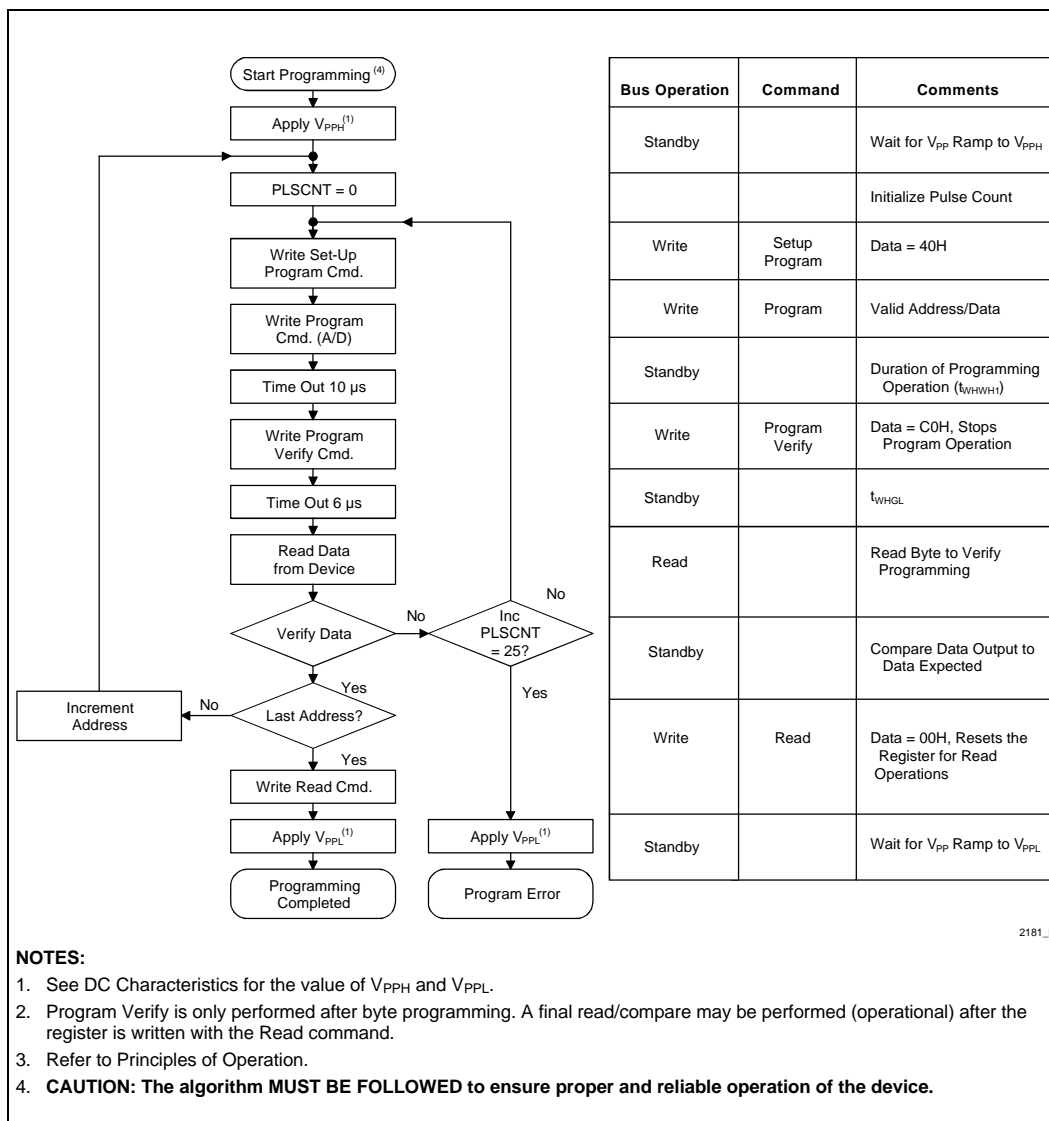 Start Programming (4)
Apply VPPH(1)
PLSCNT = 0
Write Set-Up
Program Cmd.
Write Program
Cmd. (A/D)
Time Out 10 µs
Write Program
Verify Cmd.
Time Out 6 µs
Read Data
from Device
Verify Data
No
Inc
PLSCNT
= 25?
No
Yes
Yes
Last Address?
No
Increment
Address
Yes
Write Read Cmd.
Apply VPPL(1)
Programming
Completed
Apply VPPL(1)
Program Error
Bus Operation Command Comments
Standby Wait for VPP Ramp to VPPH
Initialize Pulse Count
Write Setup Program Data = 40H
Write Program Valid Address/Data
Standby Duration of Programming
Operation (tWHWH1)
Write Program Verify Data = C0H, Stops
Program Operation
Standby tWHGL
Read Read Byte to Verify
Programming
Standby Compare Data Output to
Data Expected
Write Read Data = 00H, Resets the
Register for Read
Operations
Standby Wait for VPP Ramp to VPPL
2181_
NOTES:
1. See DC Characteristics for the value of VPPH and VPPL.
2. Program Verify is only performed after byte programming. A final read/compare may be performed (operational) after the
register is written with the Read command.
3. Refer to Principles of Operation.
4. CAUTION: The algorithm MUST BE FOLLOWED to ensure proper and reliable operation of the device.